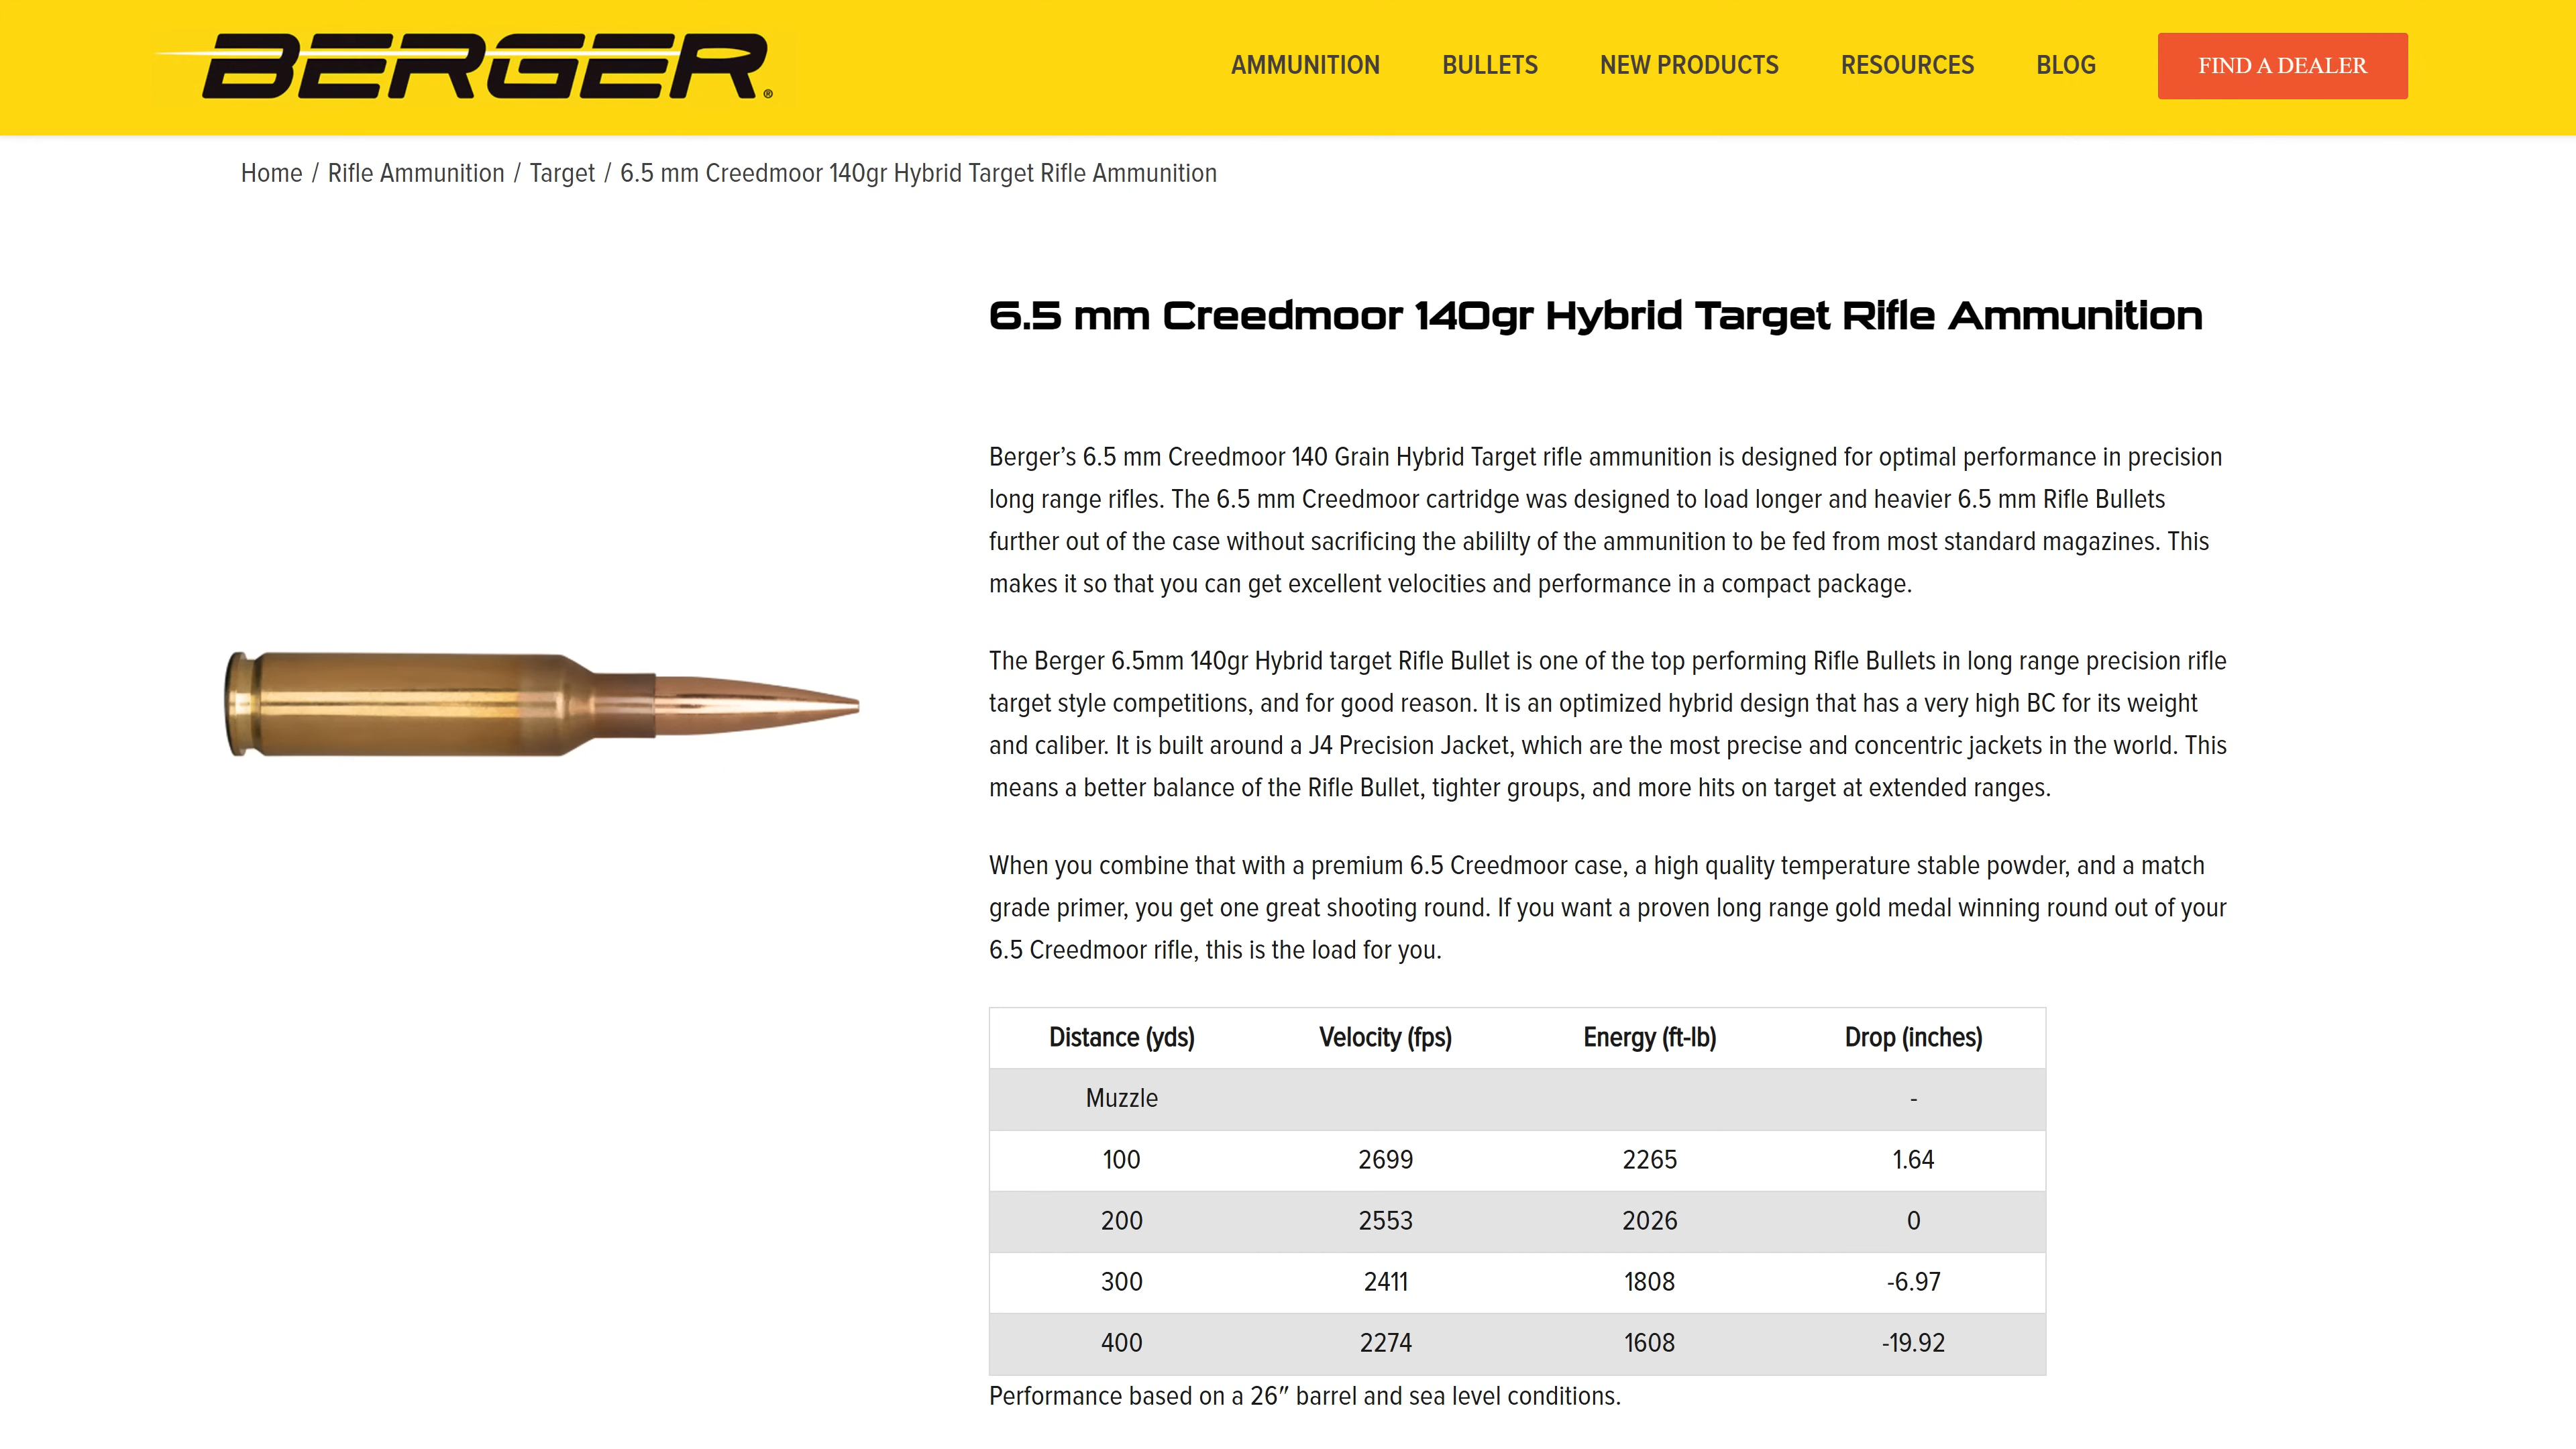 BERGER®
AMMUNITION BULLETS NEW PRODUCTS RESOURCES BLOG FIND A DEALER
Home / Rifle Ammunition / Target / 6.5 mm Creedmoor 140gr Hybrid Target Rifle Ammunition
6.5 mm Creedmoor 140gr Hybrid Target Rifle Ammunition
Berger’s 6.5 mm Creedmoor 140 Grain Hybrid Target rifle ammunition is designed for optimal performance in precision
long range rifles. The 6.5 mm Creedmoor cartridge was designed to load longer and heavier 6.5 mm Rifle Bullets
further out of the case without sacrificing the abililty of the ammunition to be fed from most standard magazines. This
makes it so that you can get excellent velocities and performance in a compact package.
The Berger 6.5mm 140gr Hybrid target Rifle Bullet is one of the top performing Rifle Bullets in long range precision rifle
target style competitions, and for good reason. It is an optimized hybrid design that has a very high BC for its weight
and caliber. It is built around a J4 Precision Jacket, which are the most precise and concentric jackets in the world. This
means a better balance of the Rifle Bullet, tighter groups, and more hits on target at extended ranges.
When you combine that with a premium 6.5 Creedmoor case, a high quality temperature stable powder, and a match
grade primer, you get one great shooting round. If you want a proven long range gold medal winning round out of your
6.5 Creedmoor rifle, this is the load for you.
Distance (yds) Velocity (fps) Energy (ft-lb) Drop (inches)
Muzzle -
100 2699 2265 1.64
200 2553 2026 0
300 2411 1808 -6.97
400 2274 1608 -19.92
Performance based on a 26″ barrel and sea level conditions.